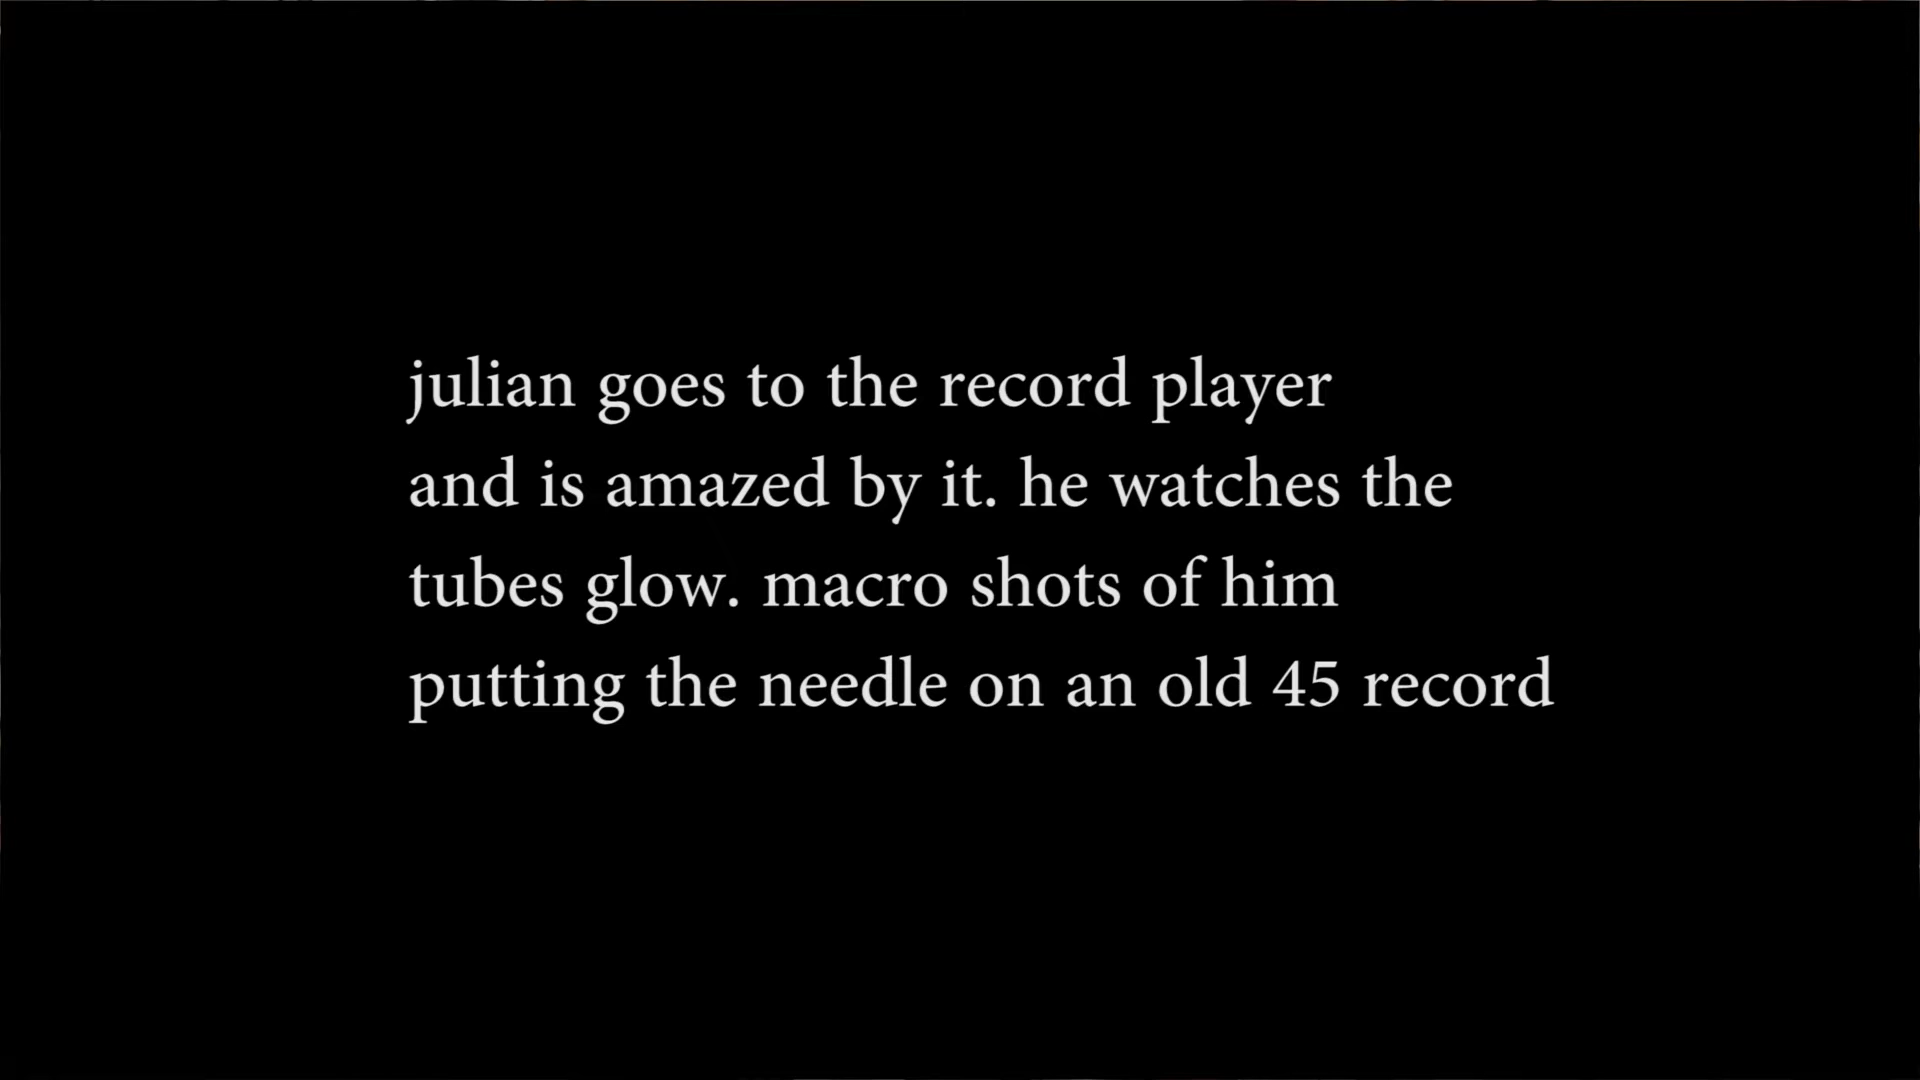 julian goes to the record player
and is amazed by it. he watches the
tubes glow. macro shots of him
putting the needle on an old 45 record